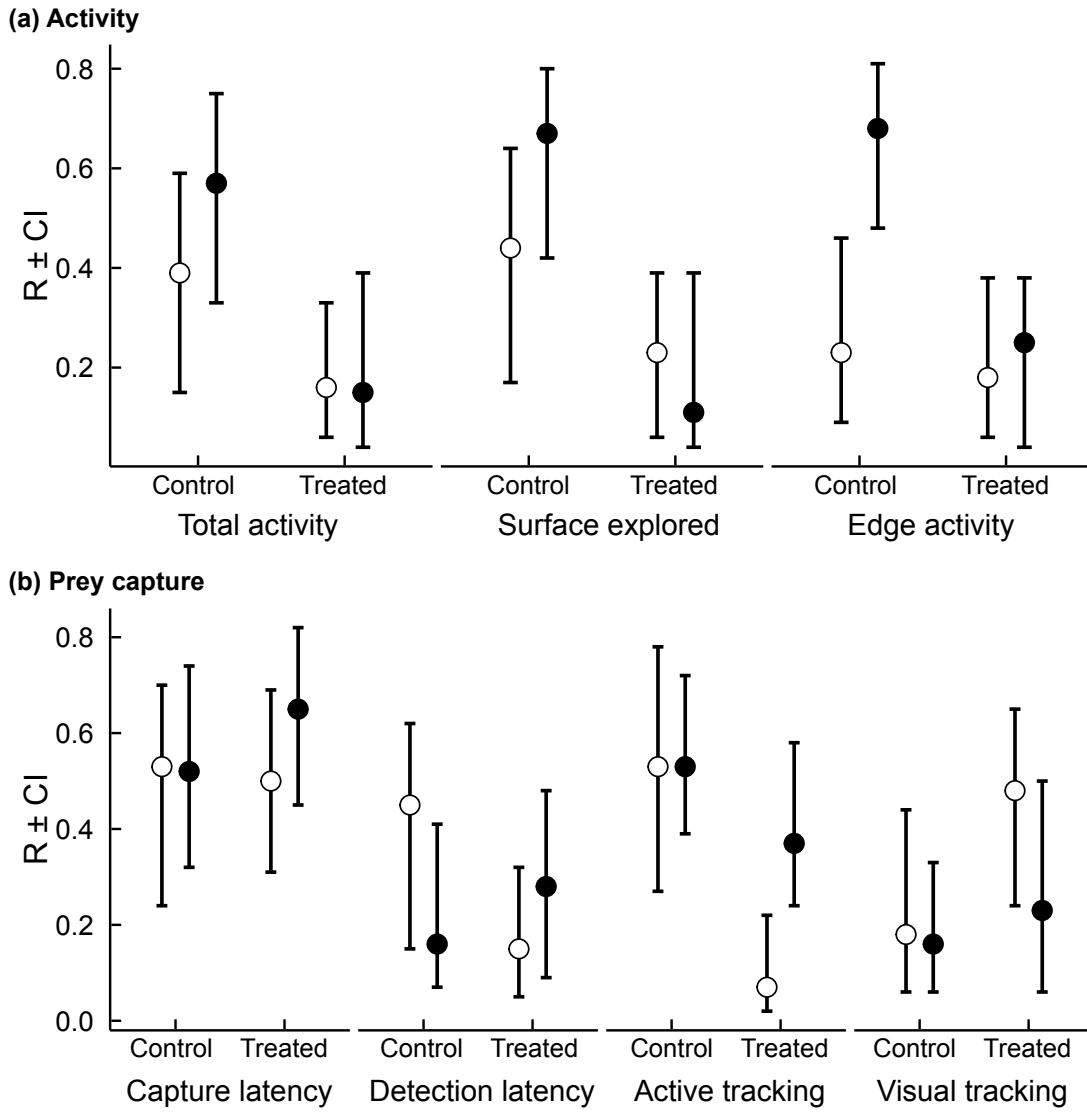 (a) Activity
0.8
0.6
0.4
0.2
R ± CI
Control Treated Control Treated Control Treated
Total activity Surface explored Edge activity
(b) Prey capture
0.8
0.6
0.4
0.2
0.0
R ± CI
Control Treated Control Treated Control Treated Control Treated
Capture latency Detection latency Active tracking Visual tracking